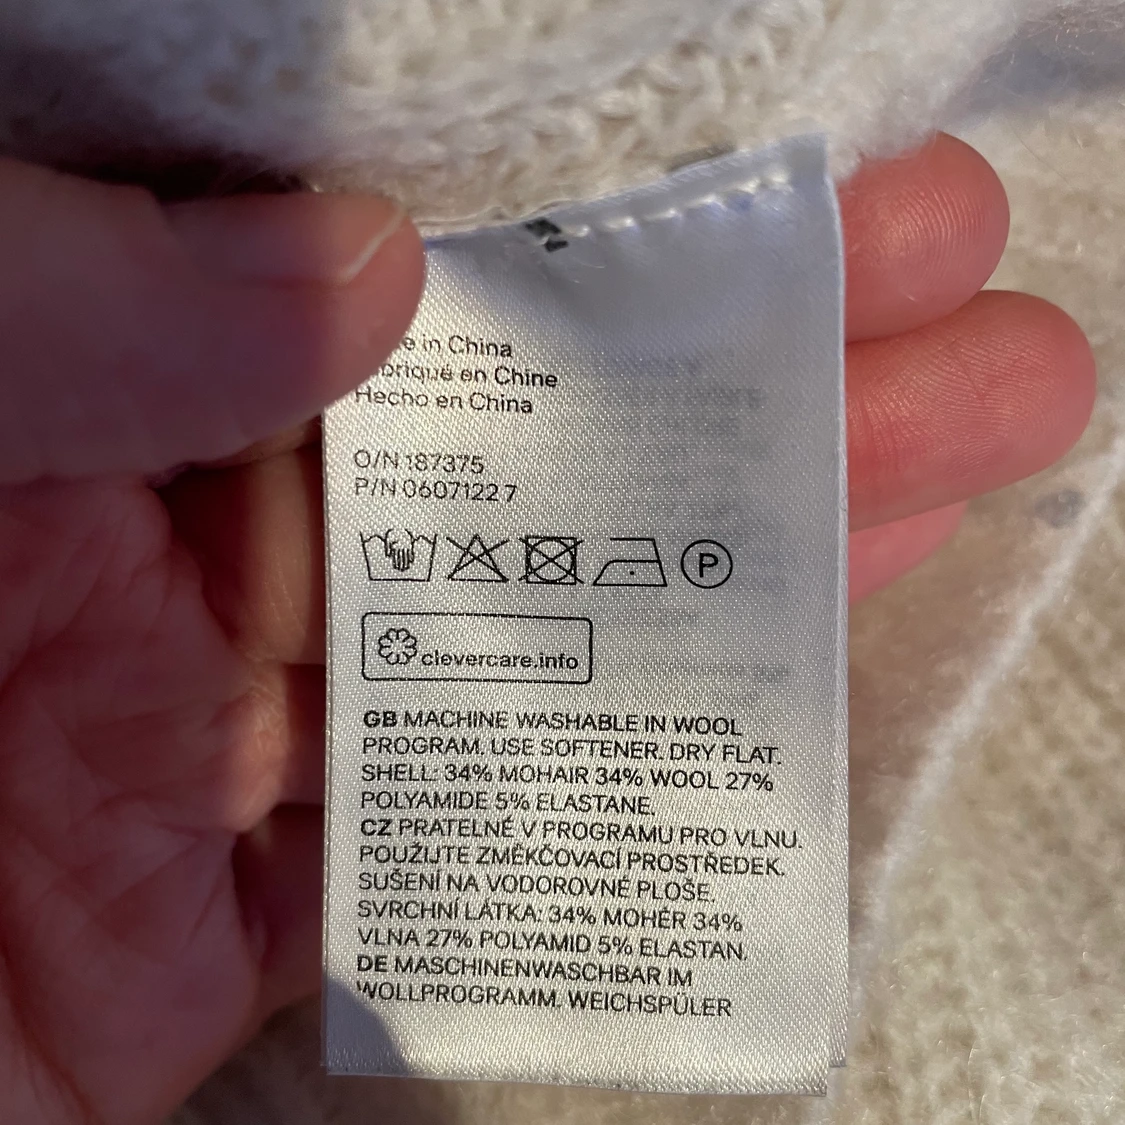 in China
en Chine
Hecho en China
O/N 187375
P/N 0607122 7
P
clevercare.info
GB MACHINE WASHABLE IN WOOL
PROGRAM. USE SOFTENER. DRY FLAT.
SHELL: 34% MOHAIR 34% WOOL 27%
POLYAMIDE 5% ELASTANE.
CZ PRATELNÉ V PROGRAMU PRO VLNU.
POUŽIJTE ZMĚKČOVACÍ PROSTŘEDEK.
SUŠENÍ NA VODOROVNÉ PLOŠE.
SVRCHNÍ LÁTKA: 34% MOHÉR 34%
VLNA 27% POLYAMID 5% ELASTAN.
DE MASCHINENWASCHBAR IM
WOLLPROGRAMM. WEICHSPÜLER